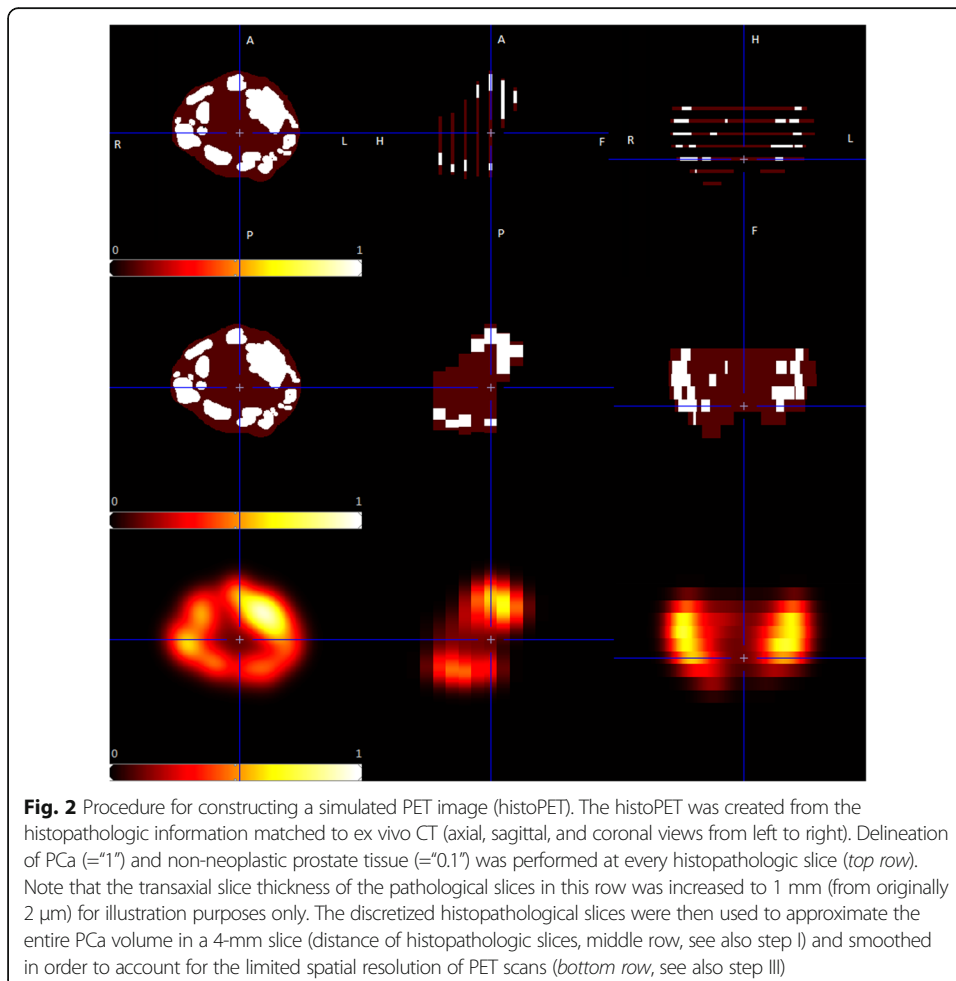 A A H
R L H F R L
P P F
0 1
0 1
0 1
Fig. 2 Procedure for constructing a simulated PET image (histoPET). The histoPET was created from the
histopathologic information matched to ex vivo CT (axial, sagittal, and coronal views from left to right). Delineation
of PCa (=“1”) and non-neoplastic prostate tissue (=“0.1”) was performed at every histopathologic slice (top row).
Note that the transaxial slice thickness of the pathological slices in this row was increased to 1 mm (from originally
2 μm) for illustration purposes only. The discretized histopathological slices were then used to approximate the
entire PCa volume in a 4-mm slice (distance of histopathologic slices, middle row, see also step I) and smoothed
in order to account for the limited spatial resolution of PET scans (bottom row, see also step III)